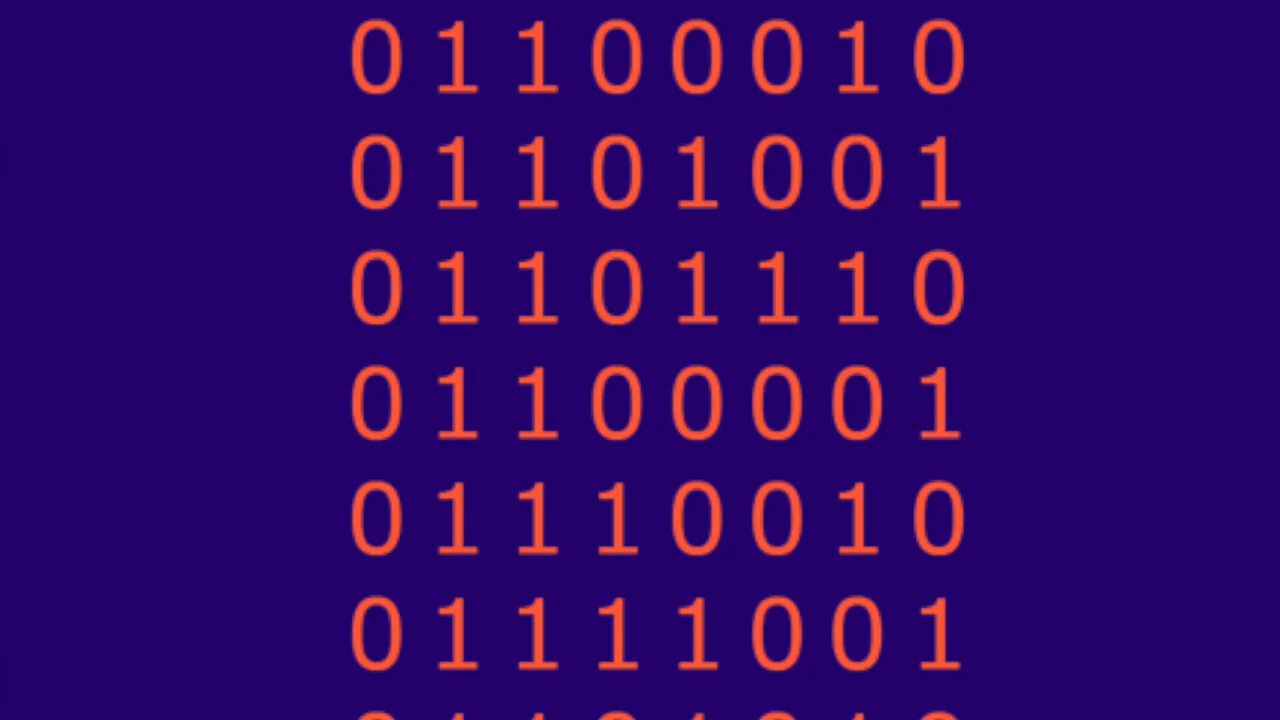 0 1 1 0 0 0 1 0
0 1 1 0 1 0 0 1
0 1 1 0 1 1 1 0
0 1 1 0 0 0 0 1
0 1 1 1 0 0 1 0
0 1 1 1 1 0 0 1